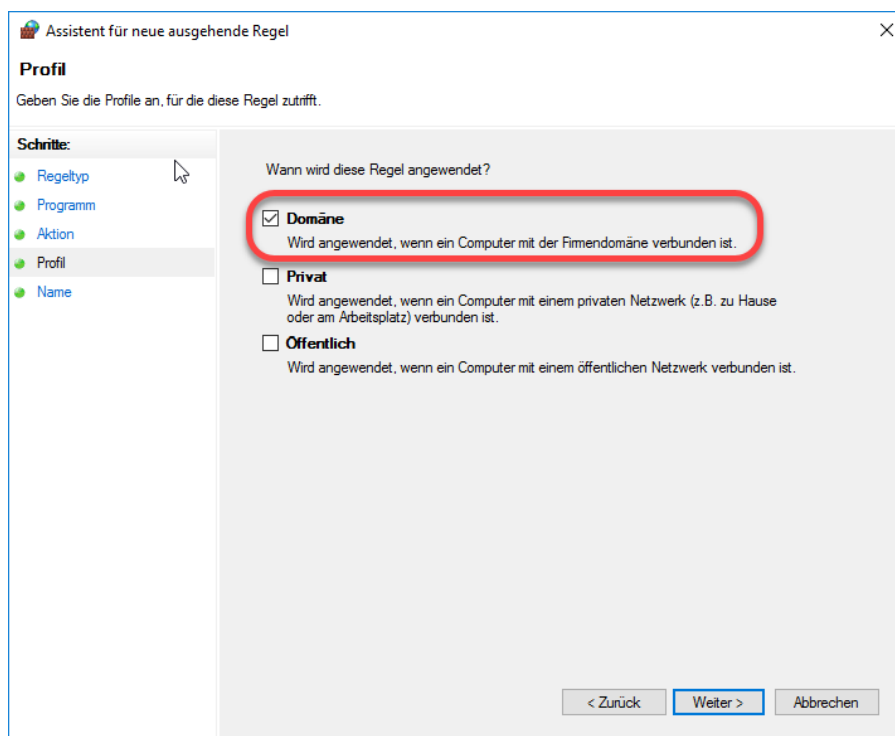 Assistent für neue ausgehende Regel
Profil
Geben Sie die Profile an, für die diese Regel zutrifft.
Schritte:
Regeltyp
Programm
Aktion
Profil
Name
Wann wird diese Regel angewendet?
Domäne
Wird angewendet, wenn ein Computer mit der Firmendomäne verbunden ist.
Privat
Wird angewendet, wenn ein Computer mit einem privaten Netzwerk (z.B. zu Hause
oder am Arbeitsplatz) verbunden ist.
Öffentlich
Wird angewendet, wenn ein Computer mit einem öffentlichen Netzwerk verbunden ist.
< Zurück
Weiter >
Abbrechen